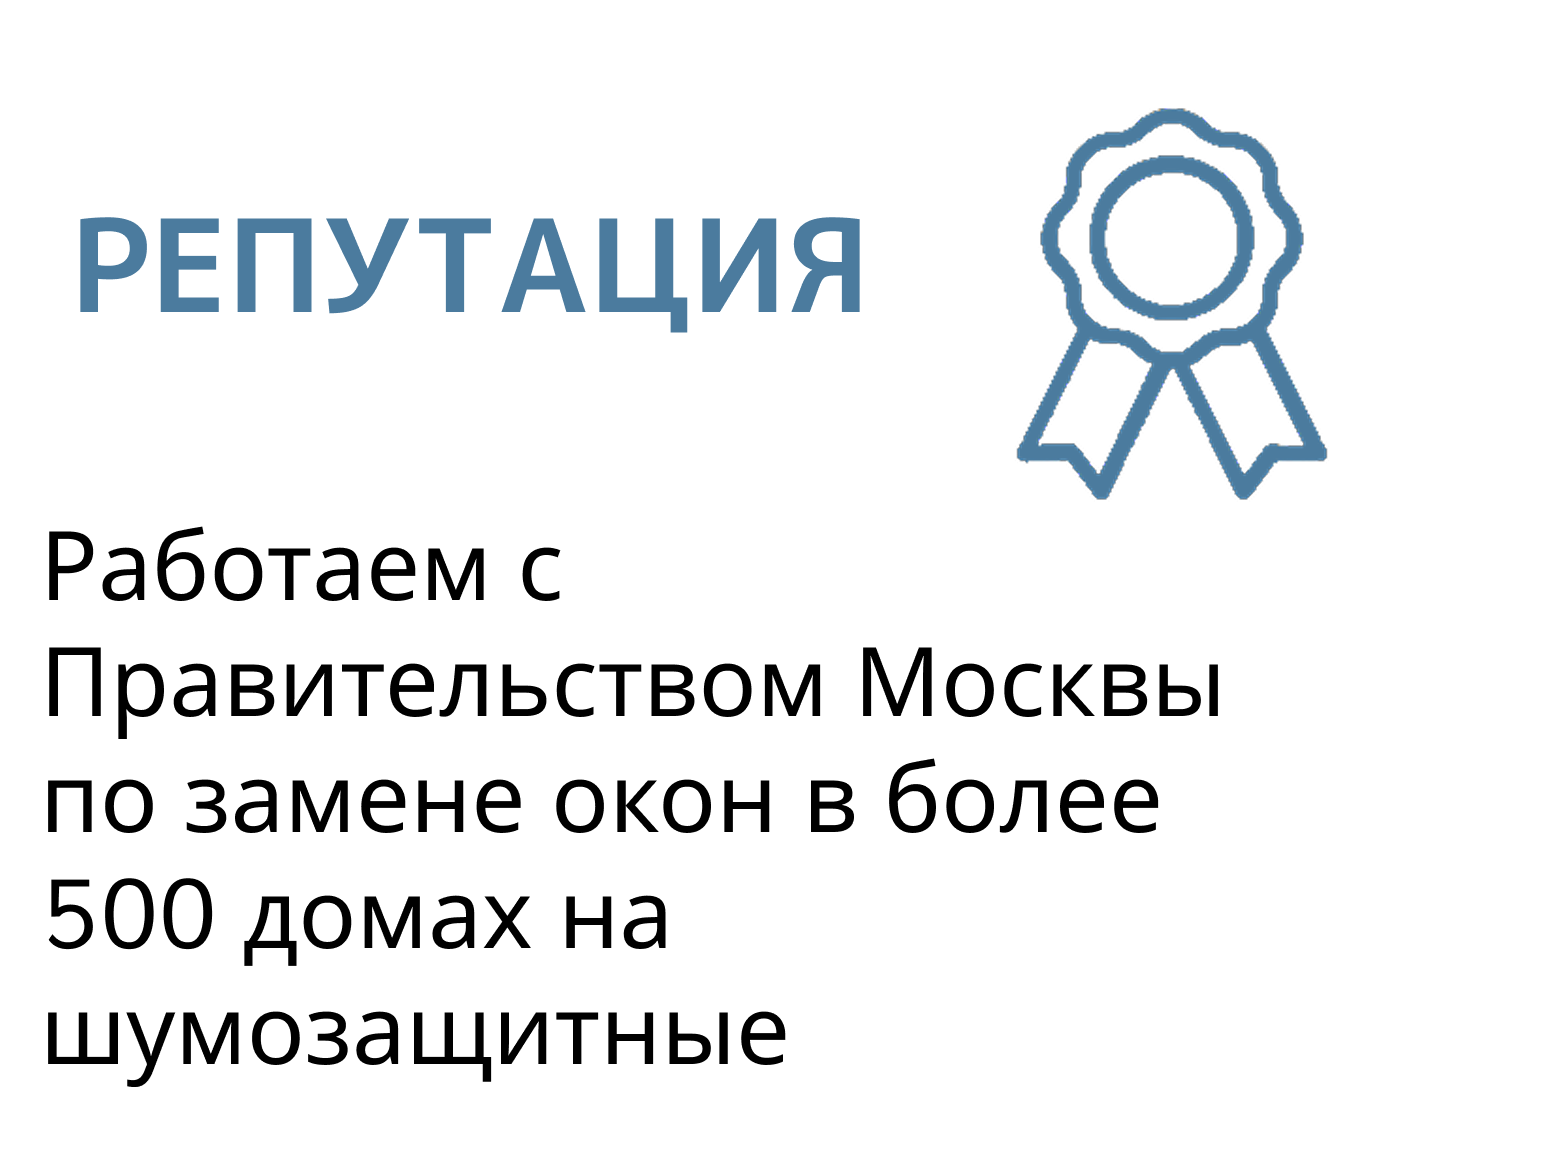 РЕПУТАЦИЯ
Работаем с
Правительством Москвы
по замене окон в более
500 домах на
шумозащитные